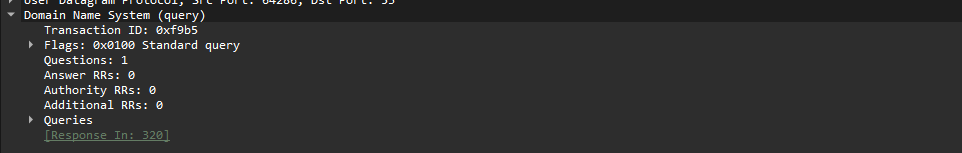 User Datagram Protocol, Src Port: 64280, Dst Port: 53
Domain Name System (query)
Transaction ID: 0xf9b5
Flags: 0x0100 Standard query
Questions: 1
Answer RRs: 0
Authority RRs: 0
Additional RRs: 0
Queries
[Response In: 320]